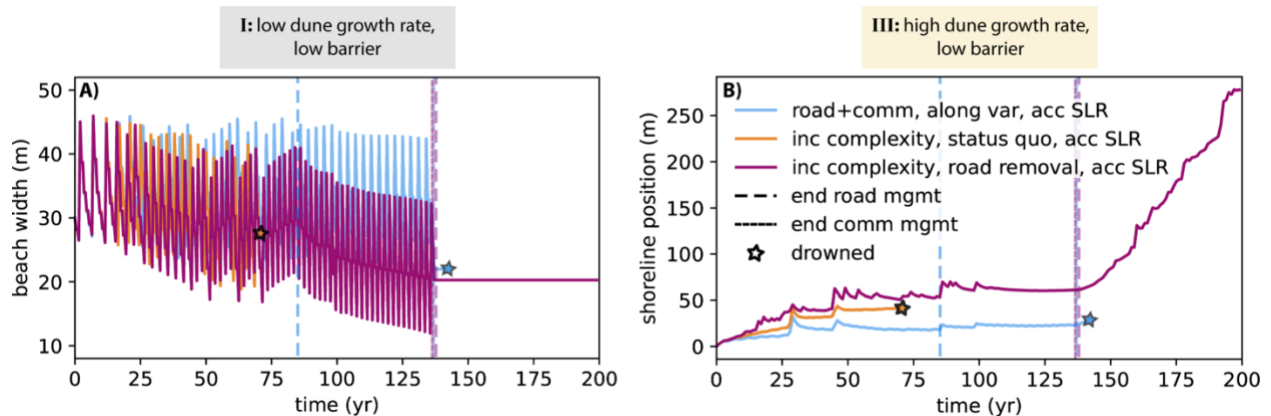 I: low dune growth rate,
low barrier
III: high dune growth rate,
low barrier
A)
50
40
30
20
10
beach width (m)
0 25 50 75 100 125 150 175 200
time (yr)
B)
250
200
150
100
50
0
shoreline position (m)
road+comm, along var, acc SLR
inc complexity, status quo, acc SLR
inc complexity, road removal, acc SLR
end road mgmt
end comm mgmt
drowned
0 25 50 75 100 125 150 175 200
time (yr)